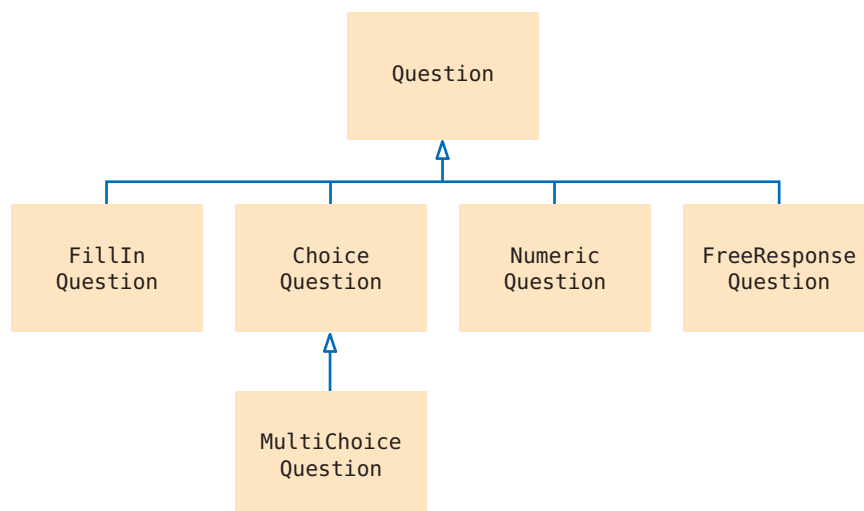 Question
FillIn
Question
Choice
Question
Numeric
Question
FreeResponse
Question
MultiChoice
Question